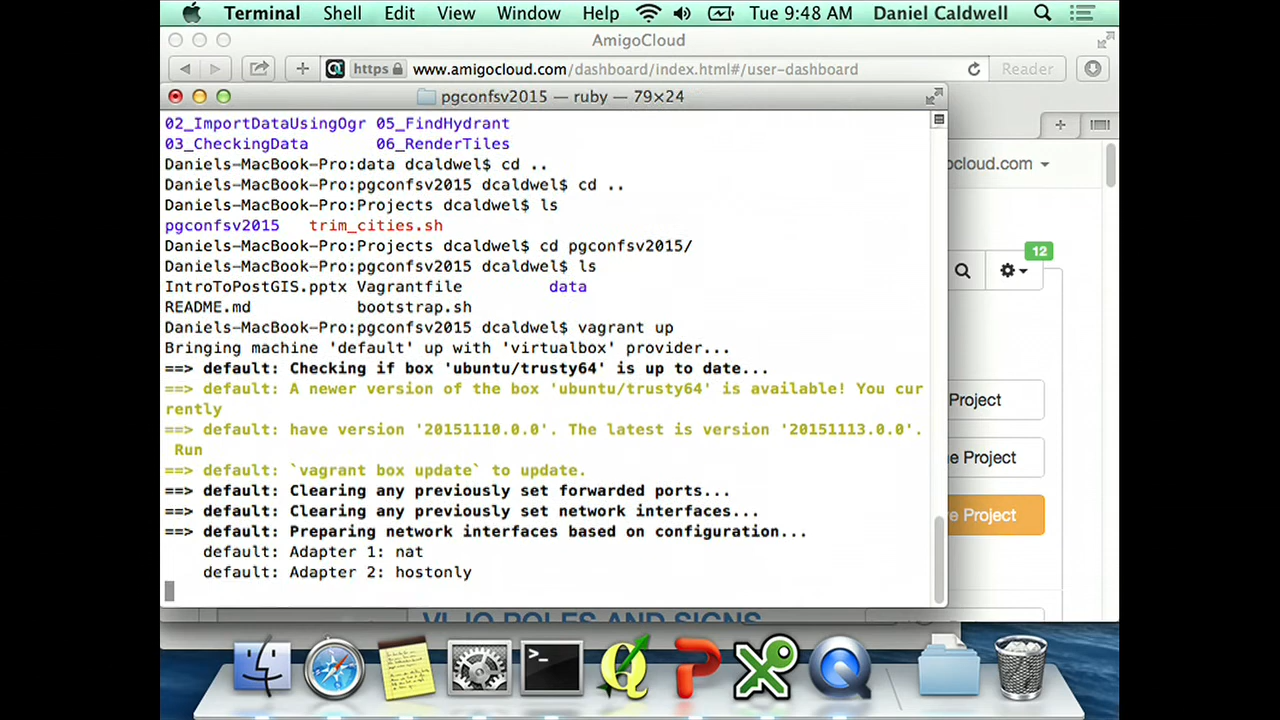 Terminal Shell Edit View Window Help Tue 9:48 AM Daniel Caldwell
AmigoCloud
https www.amigocloud.com/dashboard/index.html#/user-dashboard Reader
pgconfsv2015 — ruby — 79×24
02_ImportDataUsingOgr 05_FindHydrant
03_CheckingData 06_RenderTiles
Daniels-MacBook-Pro:data dcaldwel$ cd ..
Daniels-MacBook-Pro:pgconfsv2015 dcaldwel$ cd ..
Daniels-MacBook-Pro:Projects dcaldwel$ ls
pgconfsv2015 trim_cities.sh
Daniels-MacBook-Pro:Projects dcaldwel$ cd pgconfsv2015/
Daniels-MacBook-Pro:pgconfsv2015 dcaldwel$ ls
IntroToPostGIS.pptx Vagrantfile data
README.md bootstrap.sh
Daniels-MacBook-Pro:pgconfsv2015 dcaldwel$ vagrant up
Bringing machine 'default' up with 'virtualbox' provider...
==> default: Checking if box 'ubuntu/trusty64' is up to date...
==> default: A newer version of the box 'ubuntu/trusty64' is available! You cur
rently
==> default: have version '20151110.0.0'. The latest is version '20151113.0.0'.
Run
==> default: `vagrant box update` to update.
==> default: Clearing any previously set forwarded ports...
==> default: Clearing any previously set network interfaces...
==> default: Preparing network interfaces based on configuration...
default: Adapter 1: nat
default: Adapter 2: hostonly
ocloud.com
12
Project
e Project
e Project